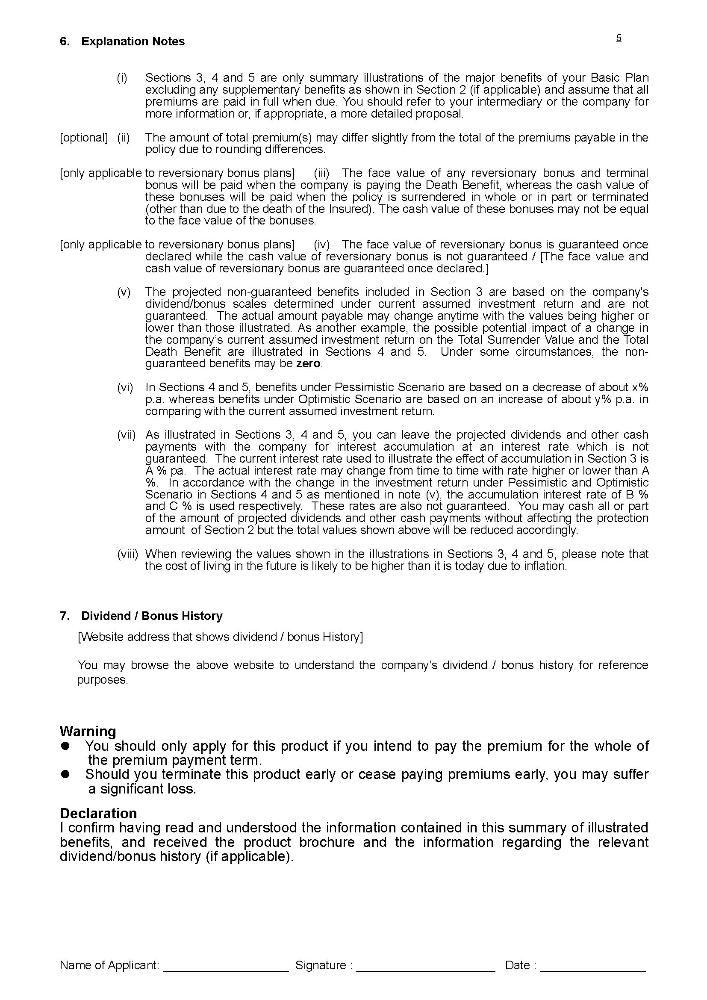 5
6. Explanation Notes
(i) Sections 3, 4 and 5 are only summary illustrations of the major benefits of your Basic Plan
excluding any supplementary benefits as shown in Section 2 (if applicable) and assume that all
premiums are paid in full when due. You should refer to your intermediary or the company for
more information or, if appropriate, a more detailed proposal.
[optional] (ii) The amount of total premium(s) may differ slightly from the total of the premiums payable in the
policy due to rounding differences.
[only applicable to reversionary bonus plans] (iii) The face value of any reversionary bonus and terminal
bonus will be paid when the company is paying the Death Benefit, whereas the cash value of
these bonuses will be paid when the policy is surrendered in whole or in part or terminated
(other than due to the death of the Insured). The cash value of these bonuses may not be equal
to the face value of the bonuses.
[only applicable to reversionary bonus plans] (iv) The face value of reversionary bonus is guaranteed once
declared while the cash value of reversionary bonus is not guaranteed / [The face value and
cash value of reversionary bonus are guaranteed once declared.]
(v) The projected non-guaranteed benefits included in Section 3 are based on the company's
dividend/bonus scales determined under current assumed investment return and are not
guaranteed. The actual amount payable may change anytime with the values being higher or
lower than those illustrated. As another example, the possible potential impact of a change in
the company’s current assumed investment return on the Total Surrender Value and the Total
Death Benefit are illustrated in Sections 4 and 5. Under some circumstances, the non-
guaranteed benefits may be zero.
(vi) In Sections 4 and 5, benefits under Pessimistic Scenario are based on a decrease of about x%
p.a. whereas benefits under Optimistic Scenario are based on an increase of about y% p.a. in
comparing with the current assumed investment return.
(vii) As illustrated in Sections 3, 4 and 5, you can leave the projected dividends and other cash
payments with the company for interest accumulation at an interest rate which is not
guaranteed. The current interest rate used to illustrate the effect of accumulation in Section 3 is
A % pa. The actual interest rate may change from time to time with rate higher or lower than A
%. In accordance with the change in the investment return under Pessimistic and Optimistic
Scenario in Sections 4 and 5 as mentioned in note (v), the accumulation interest rate of B %
and C % is used respectively. These rates are also not guaranteed. You may cash all or part
of the amount of projected dividends and other cash payments without affecting the protection
amount of Section 2 but the total values shown above will be reduced accordingly.
(viii) When reviewing the values shown in the illustrations in Sections 3, 4 and 5, please note that
the cost of living in the future is likely to be higher than it is today due to inflation.
7. Dividend / Bonus History
[Website address that shows dividend / bonus History]
You may browse the above website to understand the company’s dividend / bonus history for reference
purposes.
Warning
● You should only apply for this product if you intend to pay the premium for the whole of
the premium payment term.
● Should you terminate this product early or cease paying premiums early, you may suffer
a significant loss.
Declaration
I confirm having read and understood the information contained in this summary of illustrated
benefits, and received the product brochure and the information regarding the relevant
dividend/bonus history (if applicable).
Name of Applicant: ____________________ Signature : ______________________ Date : _________________